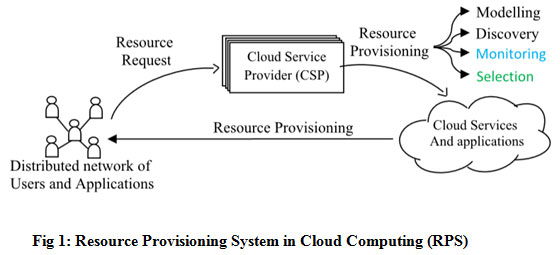 Resource
Request
Cloud Service
Provider (CSP)
Resource
Provisioning
Modelling
Discovery
Monitoring
Selection
Resource Provisioning
Cloud Services
And applications
Distributed network of
Users and Applications
Fig 1: Resource Provisioning System in Cloud Computing (RPS)